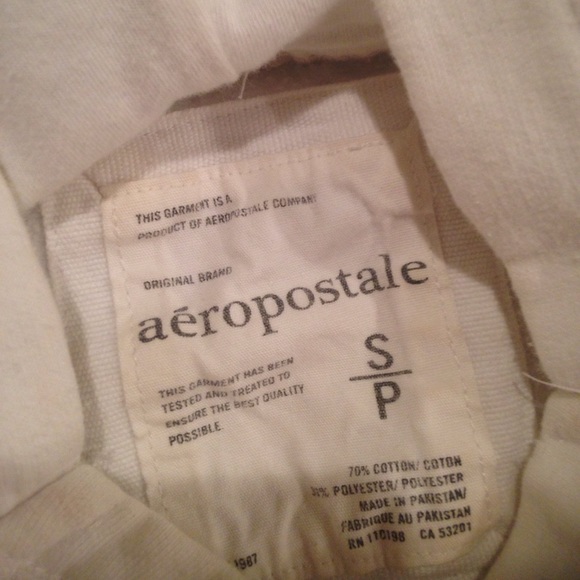 THIS GARMENT IS A
PRODUCT OF AEROPOSTALE COMPANY
ORIGINAL BRAND
aéropostale
THIS GARMENT HAS BEEN
TESTED AND TREATED TO
ENSURE THE BEST QUALITY
POSSIBLE
S
P
70% COTTON/ COTON
30% POLYESTER/ POLYESTER
MADE IN PAKISTAN/
FABRIQUE AU PAKISTAN
RN 110198 CA 53201
1987